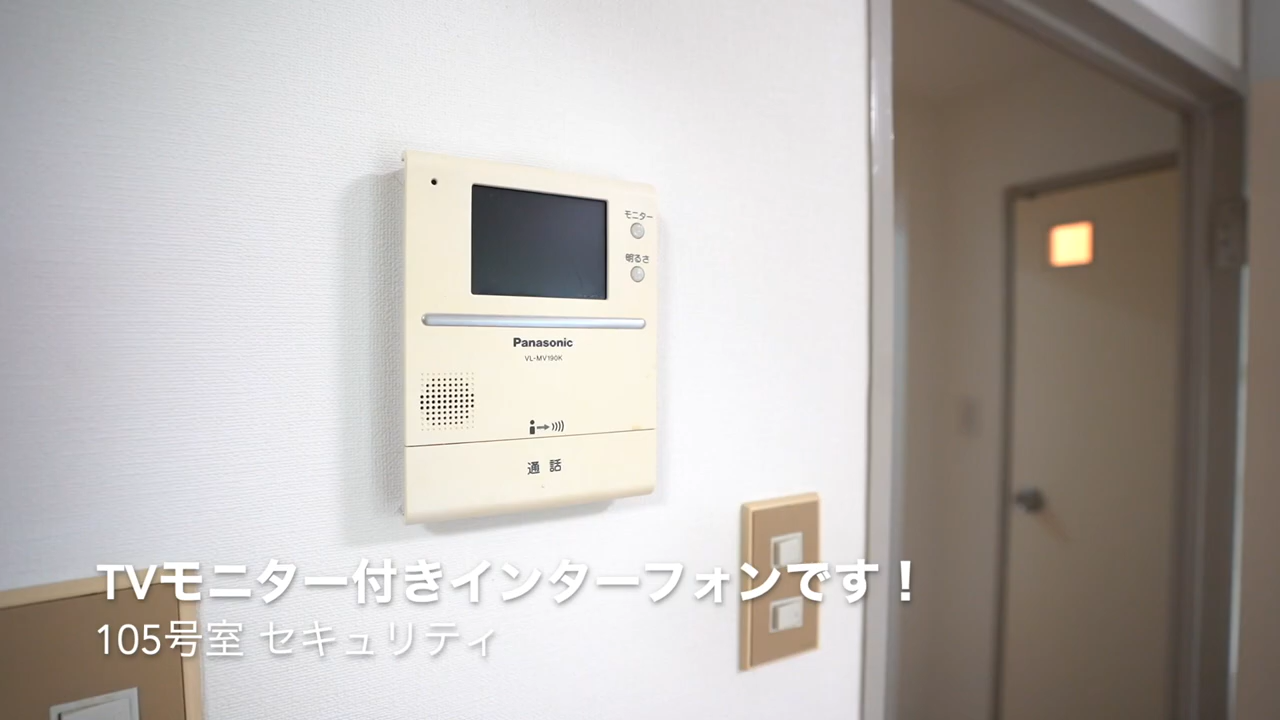 モニター
明るさ
Panasonic
VL-MV190K
通話
TVモニター付きインターフォンです！
105号室 セキュリティ